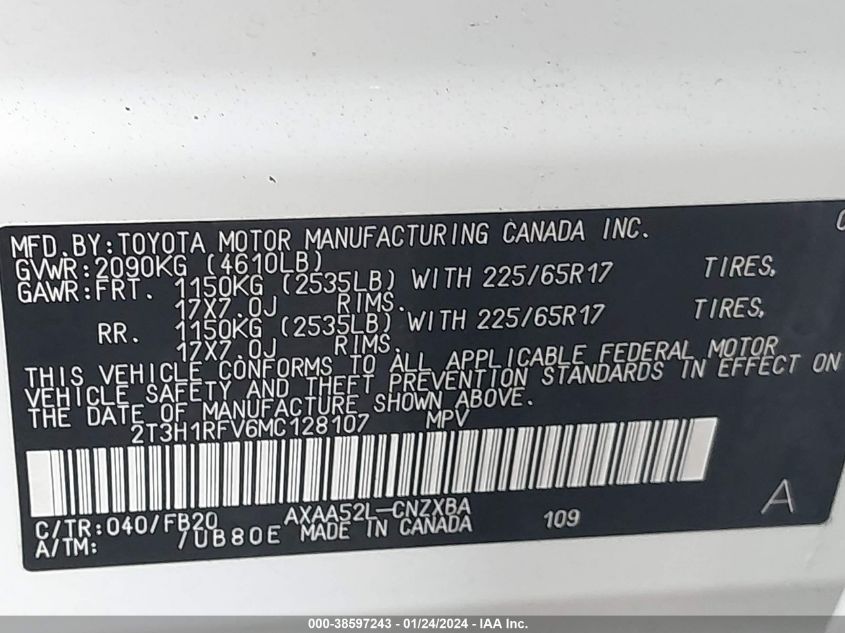 MFD.BY:TOYOTA MOTOR MANUFACTURING CANADA INC.
GVWR:2090KG (4610LB)
GAWR:FRT. 1150KG (2535LB) WITH 225/65R17 TIRES,
17X7.0J RIMS.
RR. 1150KG (2535LB) WITH 225/65R17 TIRES,
17X7.0J RIMS.
THIS VEHICLE CONFORMS TO ALL APPLICABLE FEDERAL MOTOR
VEHICLE SAFETY AND THEFT PREVENTION STANDARDS IN EFFECT ON
THE DATE OF MANUFACTURE SHOWN ABOVE.
2T3H1RFV6MC128107 MPV
C/TR:040/FB20 AXAA52L-CNZXBA 109 A
A/TM: /UB80E MADE IN CANADA
000-38597243 - 01/24/2024 - IAA Inc.